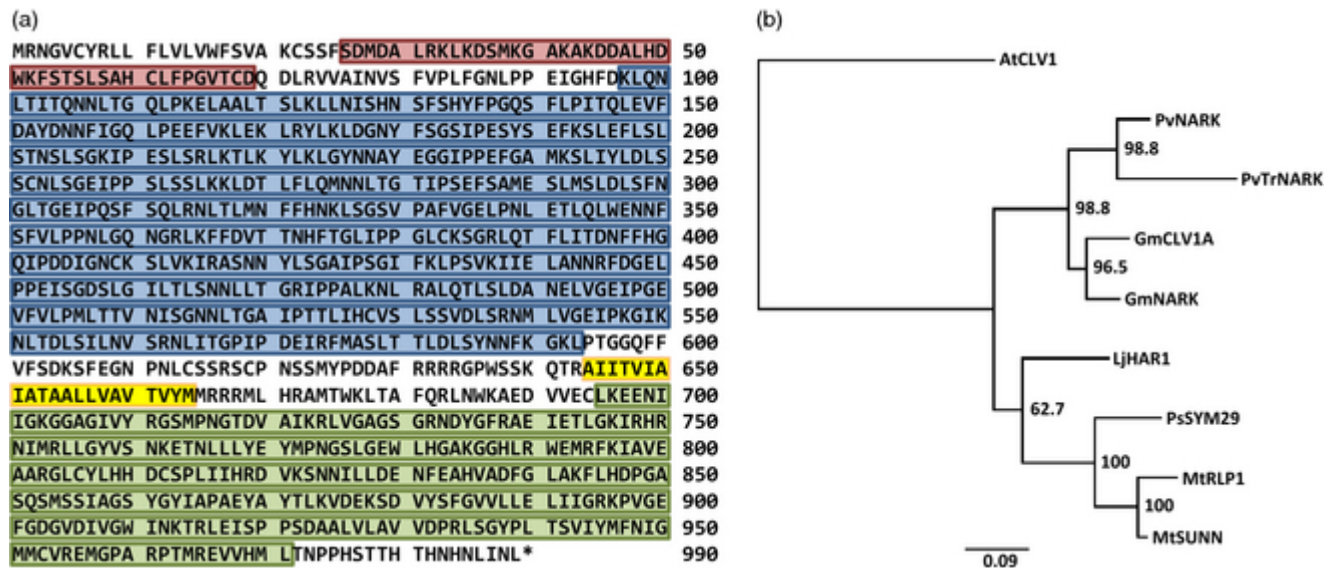 (a)
MRNGVCYRLL FLVLVWFSVA KCSSFSDMDA LRKLKDSMKG AKAKDDALHD 50
WKFSTSLSAH CLFPGVTCDQ DLRVVAINVS FVPLFGNLPP EIGHFDKLQN 100
LTITQNNLTG QLPKELAALT SLKLLNISHN SFSHYFPGQS FLPITQLEVF 150
DAYDNNFIGQ LPEEFVKLEK LRYLKLDGNY FSGSIPESYS EFKSLEFLSL 200
STNSLSGKIP ESLSRLKTLK YLKLGYNNAY EGGIPPEFGA MKSLIYLDLS 250
SCNLSGEIPP SLSSLKKLDT LFLQMNNLTG TIPSEFSAME SLMSLDLSFN 300
GLTGEIPQSF SQLRNLTLMN FFHNKLSGSV PAFVGELPNL ETLQLWENNF 350
SFVLPPNLGQ NGRLKFFDVT TNHFTGLIPP GLCKSGRLQT FLITDNFFHG 400
QIPDDIGNCK SLVKIRASNN YLSGAIPSGI FKLPSVKIIE LANNRFDGEL 450
PPEISGDSLG ILTLSNNLLT GRIPPALKNL RALQTLSLDA NELVGEIPGE 500
VFVLPMLTTV NISGNNLTGA IPTTLIHCVS LSSVDLSRNM LVGEIPKGIK 550
NLTDLSILNV SRNLITGPIP DEIRFMASLT TLDLSYNNFK GKLPTGGQFF 600
VFSDKSFEGN PNLCSSRSCP NSSMYPDDAF RRRRGPWSSK QTRAIITVIA 650
IATAALLVAV TVYMMRRRML HRAMTWKLTA FQRLNWKAED VVECLKEENI 700
IGKGGAGIVY RGSMPNGTDV AIKRLVGAGS GRNDYGFRAE IETLGKIRHR 750
NIMRLLGYVS NKETNLLLYE YMPNGSLGEW LHGAKGGHLR WEMRFKIAVE 800
AARGLCYLHH DCSPLIIHRD VKSNNILLDE NFEAHVADFG LAKFLHDPGA 850
SQSMSSIAGS YGYIAPAEYA YTLKVDEKSD VYSFGVVLLE LIIGRKPVGE 900
FGDGVDIVGW INKTRLEISP PSDAALVLAV VDPRLSGYPL TSVIYMFNIG 950
MMCVREMGPA RPTMREVVHM LTNPPHSTTH THNHNLINL* 990
(b)
AtCLV1
PvNARK
98.8
PvTrNARK
98.8
GmCLV1A
96.5
GmNARK
LjHAR1
62.7
PsSYM29
100
MtRLP1
100
MtSUNN
0.09